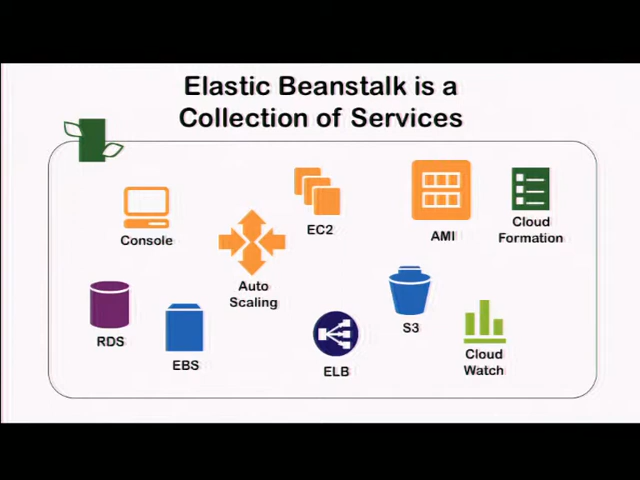 Elastic Beanstalk is a
Collection of Services
Console
Auto
Scaling
EC2
AMI
Cloud
Formation
RDS
EBS
ELB
S3
Cloud
Watch